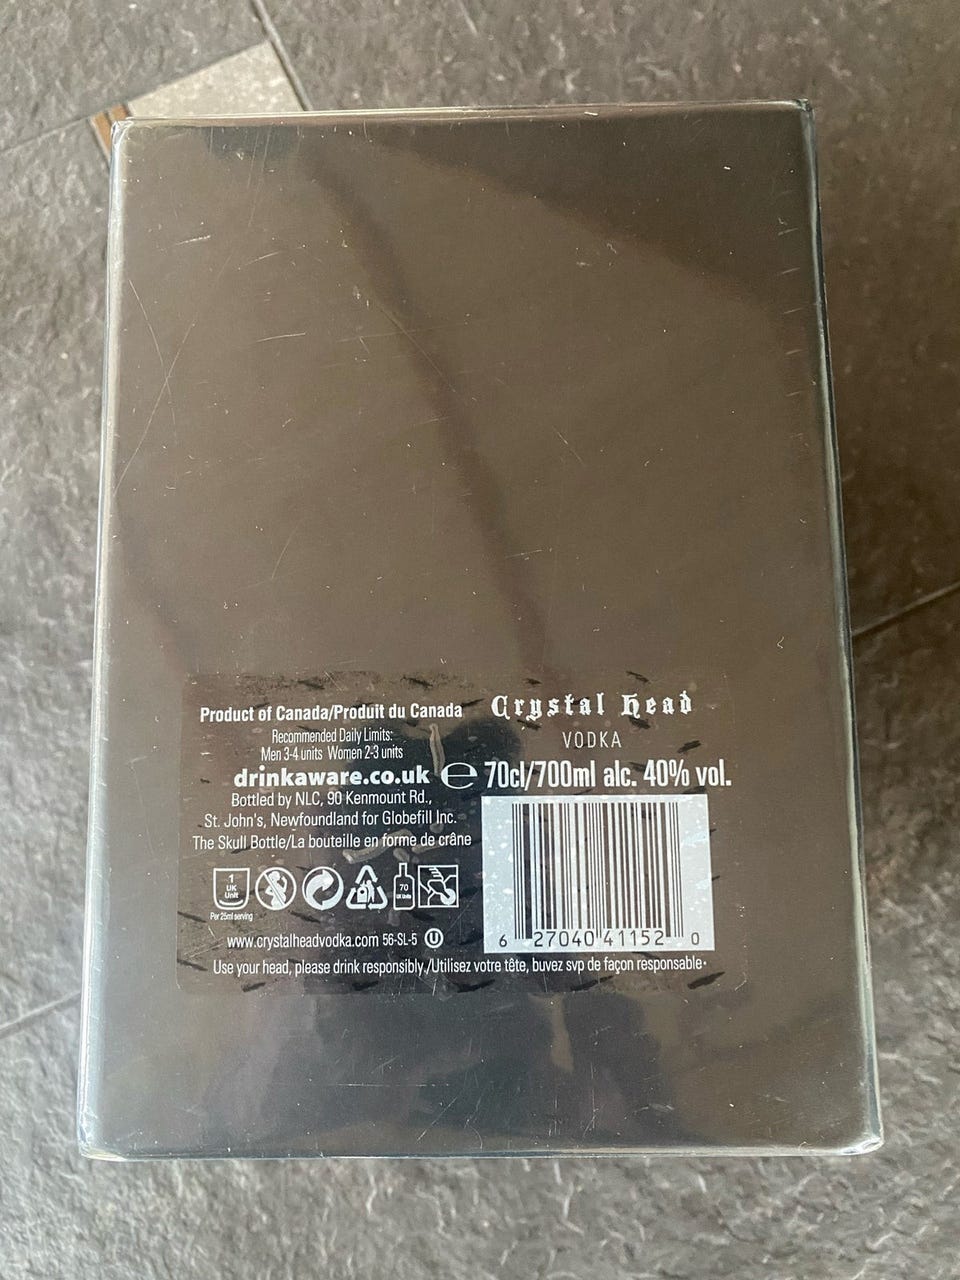 Product of Canada/Produit du Canada
Recommended Daily Limits:
Men 3-4 units Women 2-3 units
drinkaware.co.uk
Bottled by NLC, 90 Kenmount Rd.,
St. John's, Newfoundland for Globefill Inc.
The Skull Bottle/La bouteille en forme de crâne
Crystal Head
VODKA
℮ 70cl/700ml alc. 40% vol.
1
UK
Unit
Per 25ml serving
70
UK Units
www.crystalheadvodka.com 56-SL-5 U
6 27040 41152 0
Use your head, please drink responsibly./Utilisez votre tête, buvez svp de façon responsable.